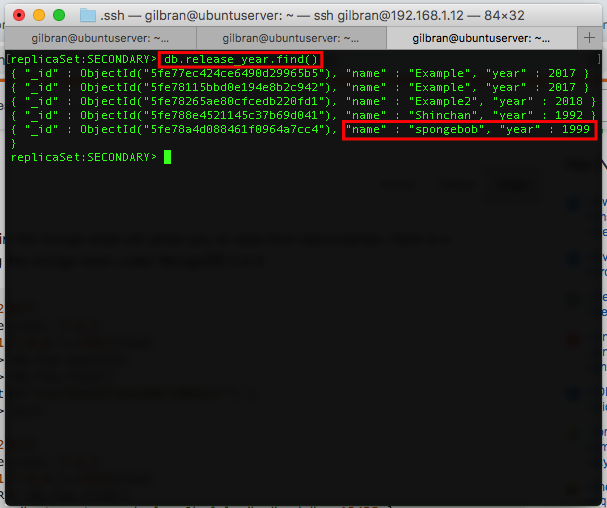 .ssh — gilbran@ubuntuserver: ~ — ssh gilbran@192.168.1.12 — 84×32
gilbran@ubuntuserver: ~... gilbran@ubuntuserver: ~... gilbran@ubuntuserver: ~... +
[replicaSet:SECONDARY> db.release_year.find() ]
{ "_id" : ObjectId("5fe77ec424ce6490d29965b5"), "name" : "Example", "year" : 2017 }
{ "_id" : ObjectId("5fe78115bbd0e194e8b2c942"), "name" : "Example", "year" : 2017 }
{ "_id" : ObjectId("5fe78265ae80cfcedb220fd1"), "name" : "Example2", "year" : 2018 }
{ "_id" : ObjectId("5fe788e4521145c37b69d041"), "name" : "Shinchan", "year" : 1992 }
{ "_id" : ObjectId("5fe78a4d088461f0964a7cc4"), "name" : "spongebob", "year" : 1999
}
replicaSet:SECONDARY>